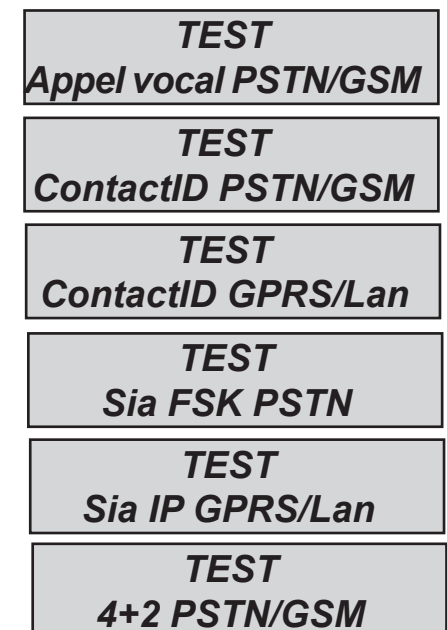 TEST
Appel vocal PSTN/GSM
TEST
ContactID PSTN/GSM
TEST
ContactID GPRS/Lan
TEST
Sia FSK PSTN
TEST
Sia IP GPRS/Lan
TEST
4+2 PSTN/GSM